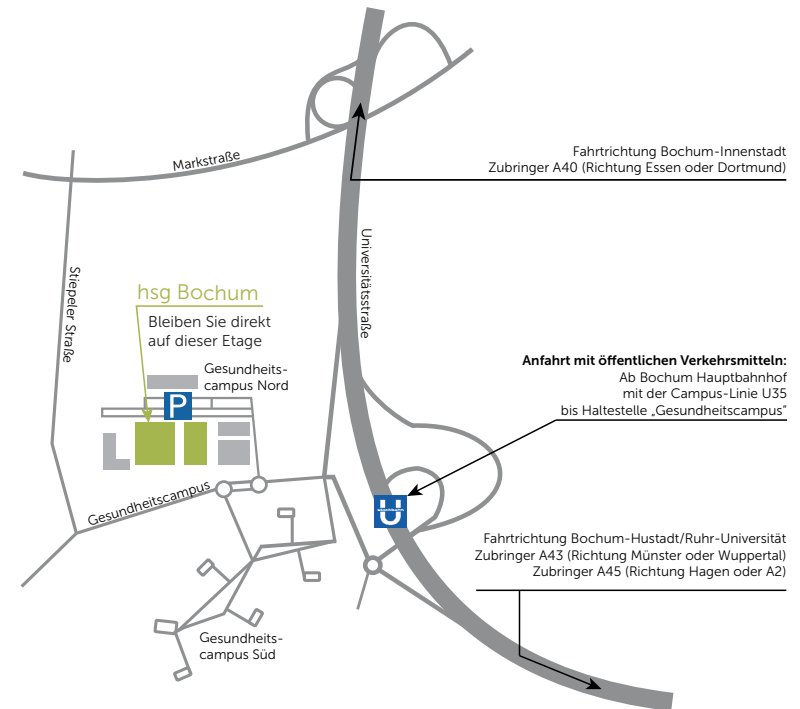 Markstraße
Fahrtrichtung Bochum-Innenstadt
Zubringer A40 (Richtung Essen oder Dortmund)
Universitätsstraße
Stiepeler Straße
hsg Bochum
Bleiben Sie direkt
auf dieser Etage
Gesundheits-
campus Nord
P
Anfahrt mit öffentlichen Verkehrsmitteln:
Ab Bochum Hauptbahnhof
mit der Campus-Linie U35
bis Haltestelle „Gesundheitscampus“
Gesundheitscampus
U
Fahrtrichtung Bochum-Hustadt/Ruhr-Universität
Zubringer A43 (Richtung Münster oder Wuppertal)
Zubringer A45 (Richtung Hagen oder A2)
Gesundheits-
campus Süd